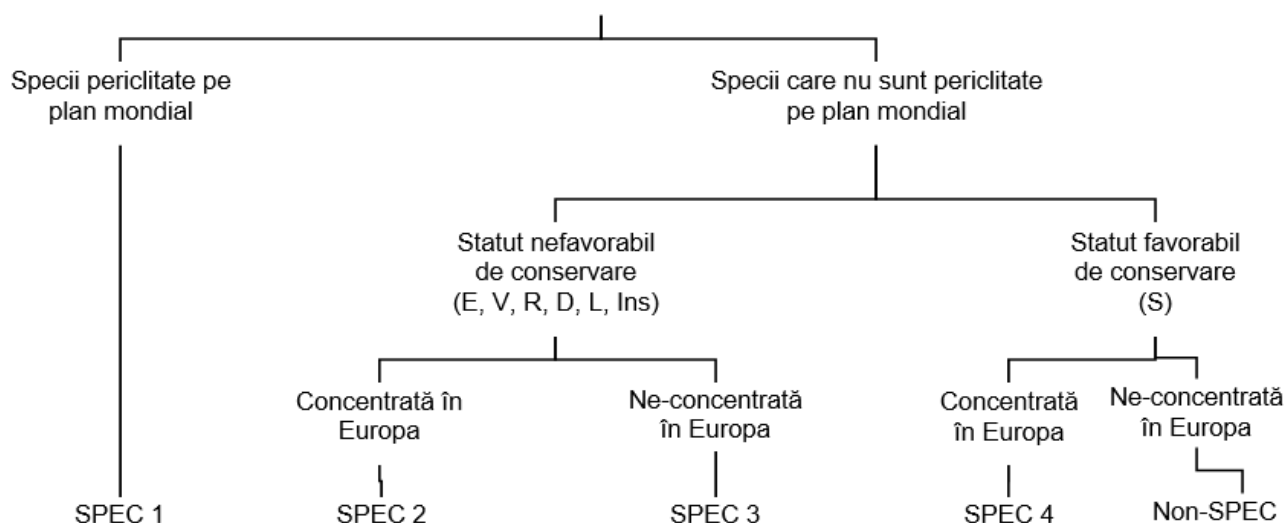 Specii periclitate pe
plan mondial
Specii care nu sunt periclitate
pe plan mondial
Statut nefavorabil
de conservare
(E, V, R, D, L, Ins)
Statut favorabil
de conservare
(S)
Concentrată în
Europa
Ne-concentrată
în Europa
Concentrată
în Europa
Ne-concentrată
în Europa
SPEC 1
SPEC 2
SPEC 3
SPEC 4
Non-SPEC